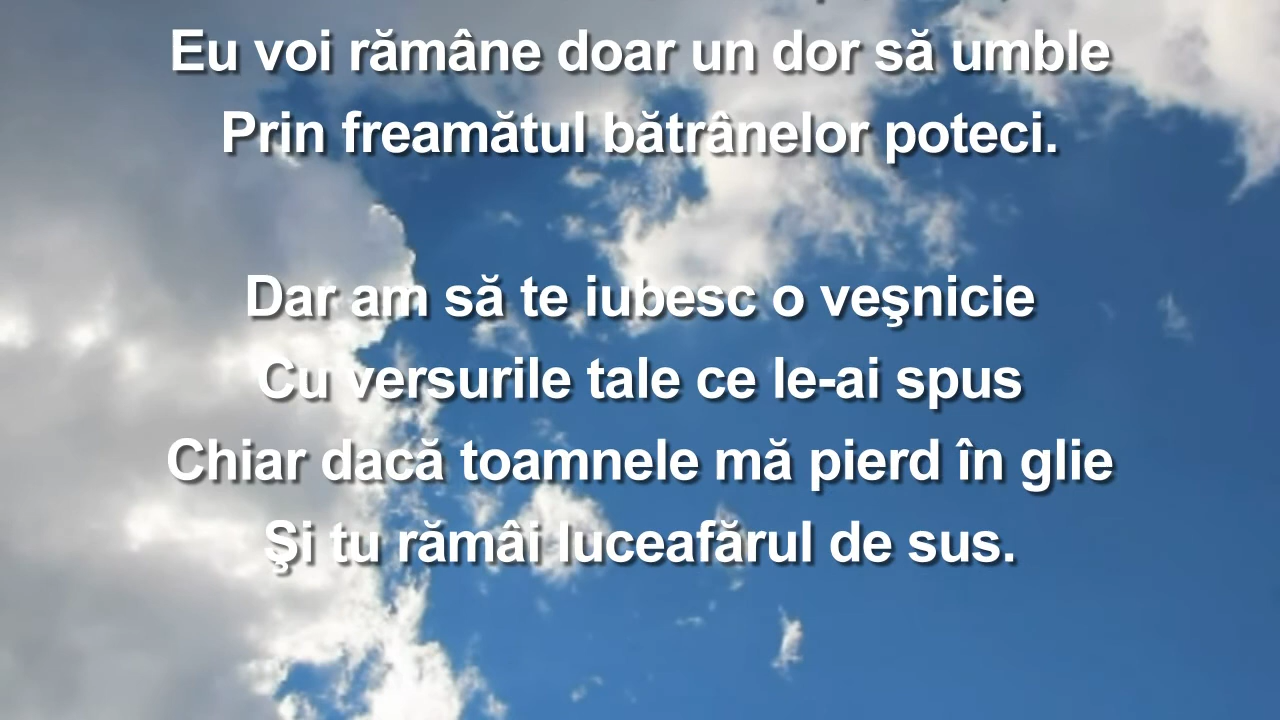 Eu voi rămâne doar un dor să umble
Prin freamătul bătrânelor poteci.
Dar am să te iubesc o veşnicie
Cu versurile tale ce le-ai spus
Chiar dacă toamnele mă pierd în glie
Şi tu rămâi luceafărul de sus.